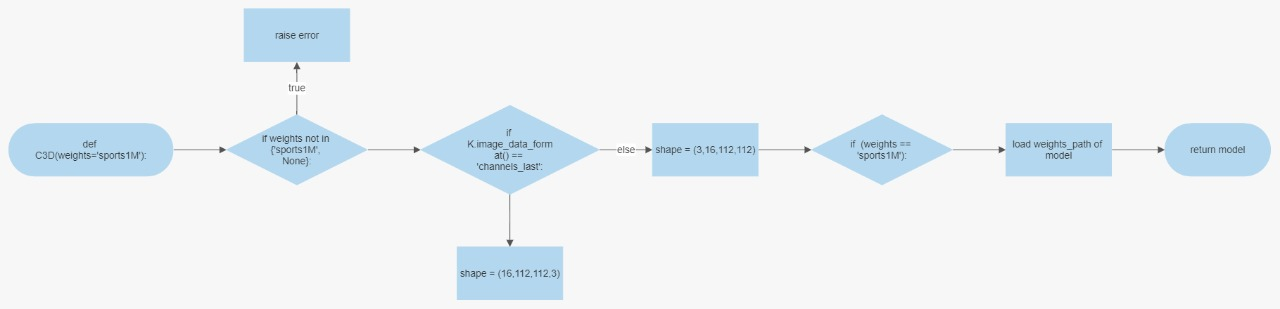 raise error
true
def
C3D(weights='sports1M'):
if weights not in
{'sports1M',
None}:
if
K.image_data_form
at() ==
'channels_last':
else
shape = (3,16,112,112)
if  (weights ==
'sports1M'):
load weights_path of
model
return model
shape = (16,112,112,3)